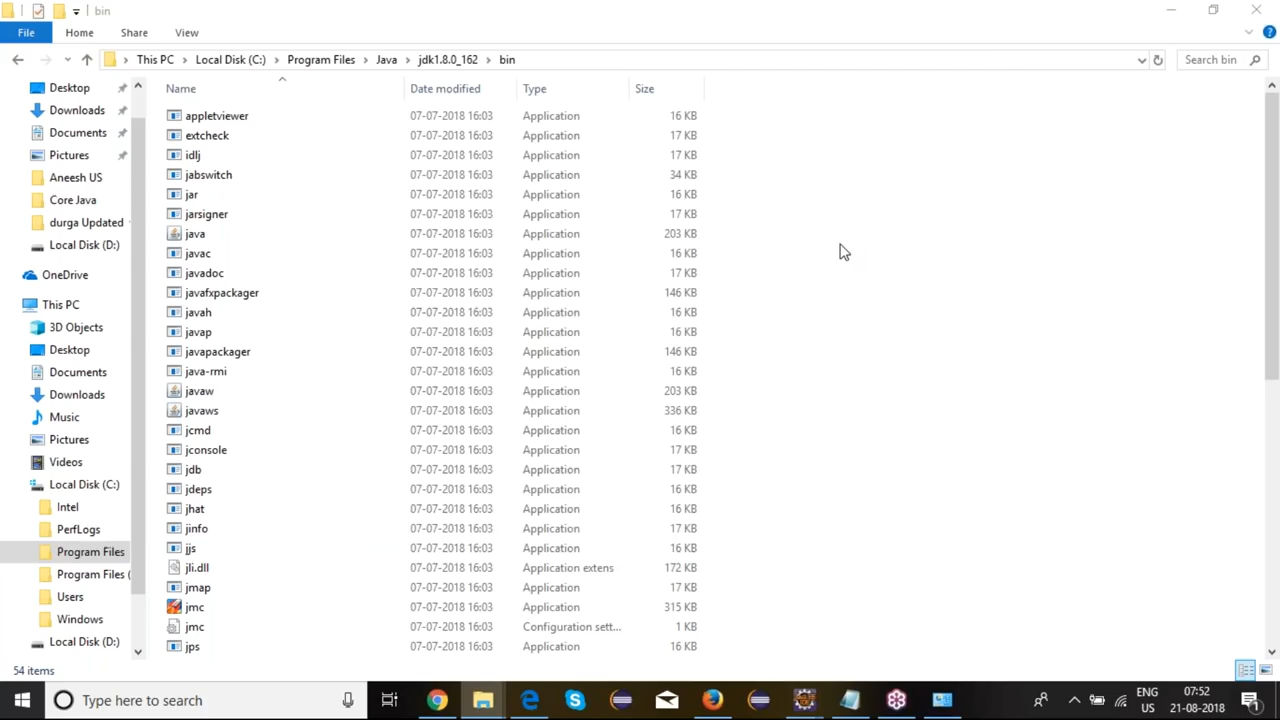 bin
File Home Share View
This PC Local Disk (C:) Program Files Java jdk1.8.0_162 bin Search bin
Name Date modified Type Size
Desktop
Downloads
Documents
Pictures
Aneesh US
Core Java
durga Updated
Local Disk (D:)
OneDrive
This PC
3D Objects
Desktop
Documents
Downloads
Music
Pictures
Videos
Local Disk (C:)
Intel
PerfLogs
Program Files
Program Files (
Users
Windows
Local Disk (D:)
appletviewer 07-07-2018 16:03 Application 16 KB
extcheck 07-07-2018 16:03 Application 17 KB
idlj 07-07-2018 16:03 Application 17 KB
jabswitch 07-07-2018 16:03 Application 34 KB
jar 07-07-2018 16:03 Application 16 KB
jarsigner 07-07-2018 16:03 Application 17 KB
java 07-07-2018 16:03 Application 203 KB
javac 07-07-2018 16:03 Application 16 KB
javadoc 07-07-2018 16:03 Application 17 KB
javafxpackager 07-07-2018 16:03 Application 146 KB
javah 07-07-2018 16:03 Application 16 KB
javap 07-07-2018 16:03 Application 16 KB
javapackager 07-07-2018 16:03 Application 146 KB
java-rmi 07-07-2018 16:03 Application 16 KB
javaw 07-07-2018 16:03 Application 203 KB
javaws 07-07-2018 16:03 Application 336 KB
jcmd 07-07-2018 16:03 Application 16 KB
jconsole 07-07-2018 16:03 Application 17 KB
jdb 07-07-2018 16:03 Application 17 KB
jdeps 07-07-2018 16:03 Application 16 KB
jhat 07-07-2018 16:03 Application 16 KB
jinfo 07-07-2018 16:03 Application 17 KB
jjs 07-07-2018 16:03 Application 16 KB
jli.dll 07-07-2018 16:03 Application extens 172 KB
jmap 07-07-2018 16:03 Application 17 KB
jmc 07-07-2018 16:03 Application 315 KB
jmc 07-07-2018 16:03 Configuration sett... 1 KB
jps 07-07-2018 16:03 Application 16 KB
54 items
Type here to search
ENG 07:52
US 21-08-2018
1